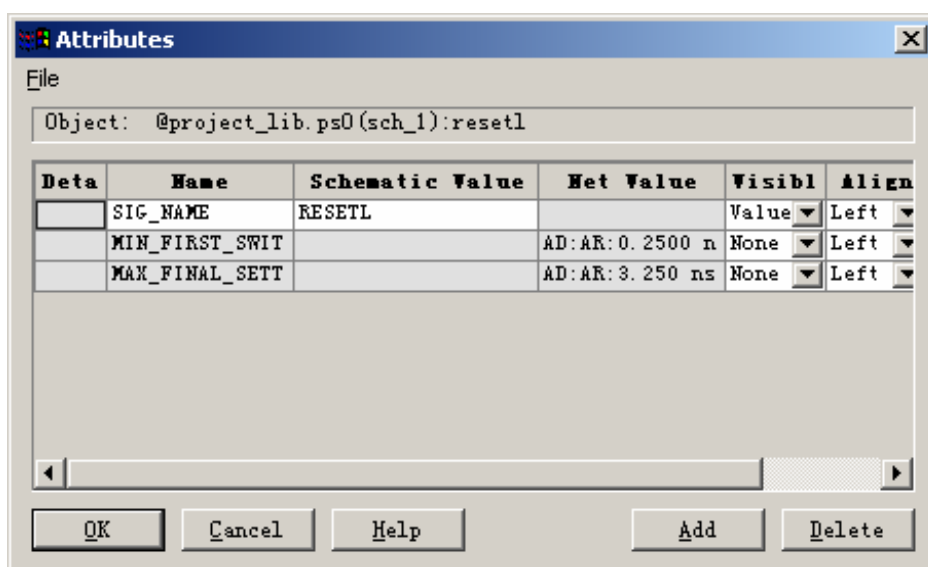 Attributes
File
Object: @project_lib.ps0(sch_1):resetl
Deta Name Schematic Value Net Value Visibl Align
SIG_NAME RESETL Value Left
MIN_FIRST_SWIT AD:AR:0.2500 n None Left
MAX_FINAL_SETT AD:AR:3.250 ns None Left
OK Cancel Help Add Delete